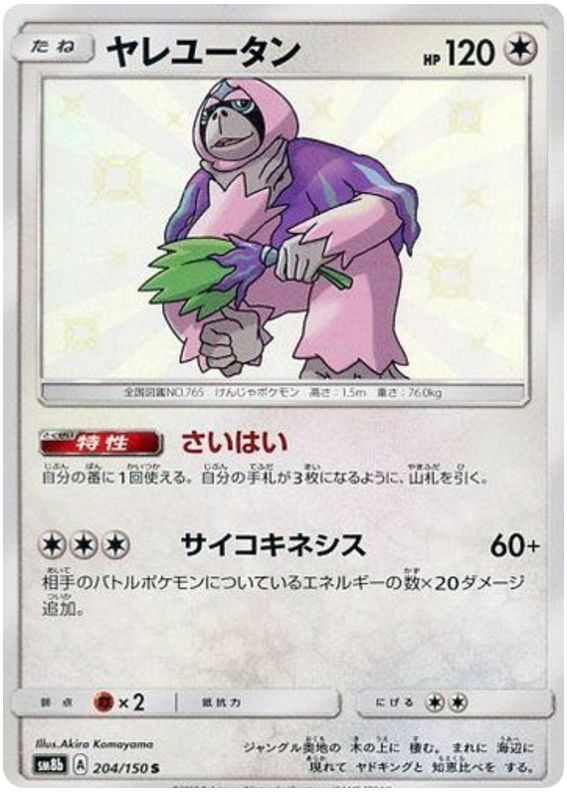 たね ヤレユータン HP 120
全国図鑑NO.765 けんじゃポケモン 高さ：1.5m 重さ：76.0kg
特性 さいはい
自分の番に1回使える。自分の手札が3枚になるように、山札を引く。
サイコキネシス 60+
相手のバトルポケモンについているエネルギーの数×20ダメージ
追加。
弱点 ×2 抵抗力 にげる
Illus.Akira Komayama
sm8b A 204/150 S
ジャングル奥地の 木の上に 棲む。まれに 海辺に
現れて ヤドキングと 知恵比べを する。